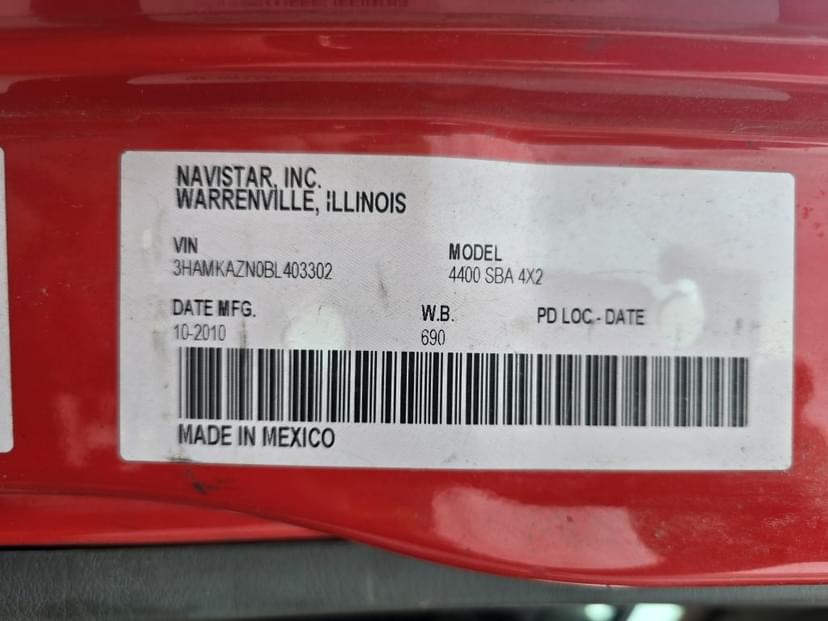 NAVISTAR, INC.
WARRENVILLE, ILLINOIS
VIN MODEL
3HAMKAZN0BL403302 4400 SBA 4X2
DATE MFG. W.B. PD LOC - DATE
10-2010 690
MADE IN MEXICO